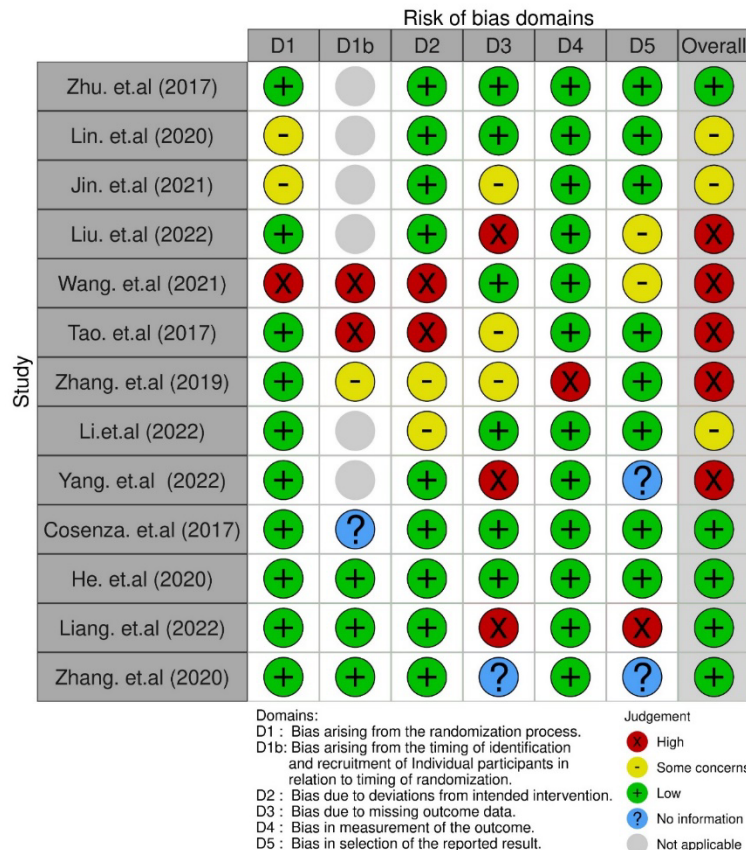 Risk of bias domains
D1 D1b D2 D3 D4 D5 Overall
Study
Zhu. et.al (2017) + + + + + +
Lin. et.al (2020) - + + + + -
Jin. et.al (2021) - + - + + -
Liu. et.al (2022) + + X + - X
Wang. et.al (2021) X X X + + - X
Tao. et.al (2017) + X X - + + X
Zhang. et.al (2019) + - - - X + X
Li.et.al (2022) + - + + + -
Yang. et.al (2022) + + X + ? X
Cosenza. et.al (2017) + ? + + + + +
He. et.al (2020) + + + + + + +
Liang. et.al (2022) + + + X + X +
Zhang. et.al (2020) + + + ? + ? +
Domains:
D1 : Bias arising from the randomization process.
D1b: Bias arising from the timing of identification
and recruitment of Individual participants in
relation to timing of randomization.
D2 : Bias due to deviations from intended intervention.
D3 : Bias due to missing outcome data.
D4 : Bias in measurement of the outcome.
D5 : Bias in selection of the reported result.
Judgement
X High
- Some concerns
+ Low
? No information
Not applicable